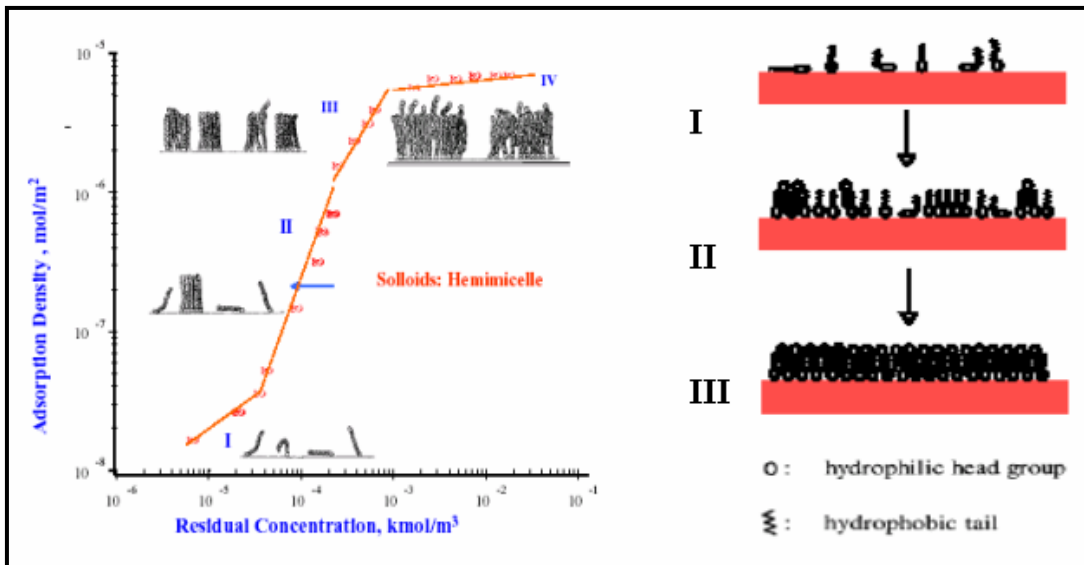 10⁻⁵
10⁻⁶
10⁻⁷
10⁻⁸
Adsorption Density , mol/m²
10⁻⁶ 10⁻⁵ 10⁻⁴ 10⁻³ 10⁻² 10⁻¹
Residual Concentration, kmol/m³
I
II
III
IV
Solloids: Hemimicelle
I
II
III
O : hydrophilic head group
: hydrophobic tail